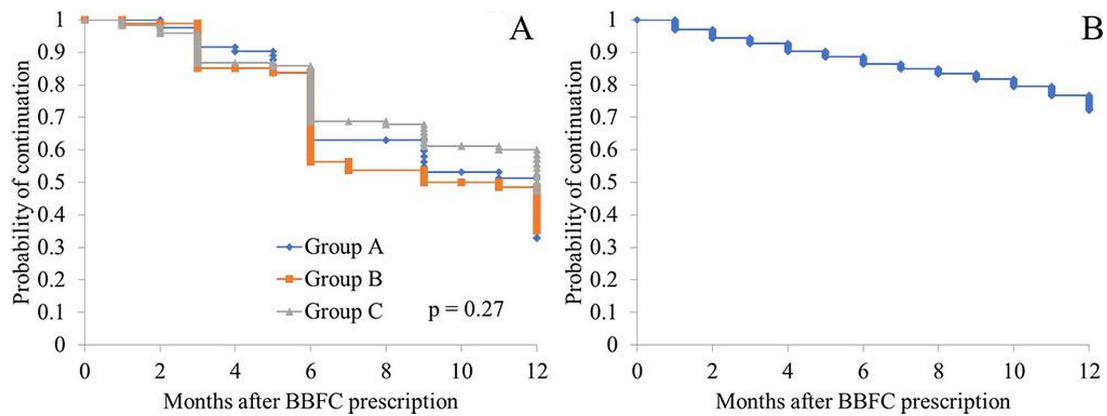 A
Probability of continuation
1
0.9
0.8
0.7
0.6
0.5
0.4
0.3
0.2
0.1
0
Group A
Group B
Group C
p = 0.27
0 2 4 6 8 10 12
Months after BBFC prescription
B
Probability of continuation
1
0.9
0.8
0.7
0.6
0.5
0.4
0.3
0.2
0.1
0
0 2 4 6 8 10 12
Months after BBFC prescription